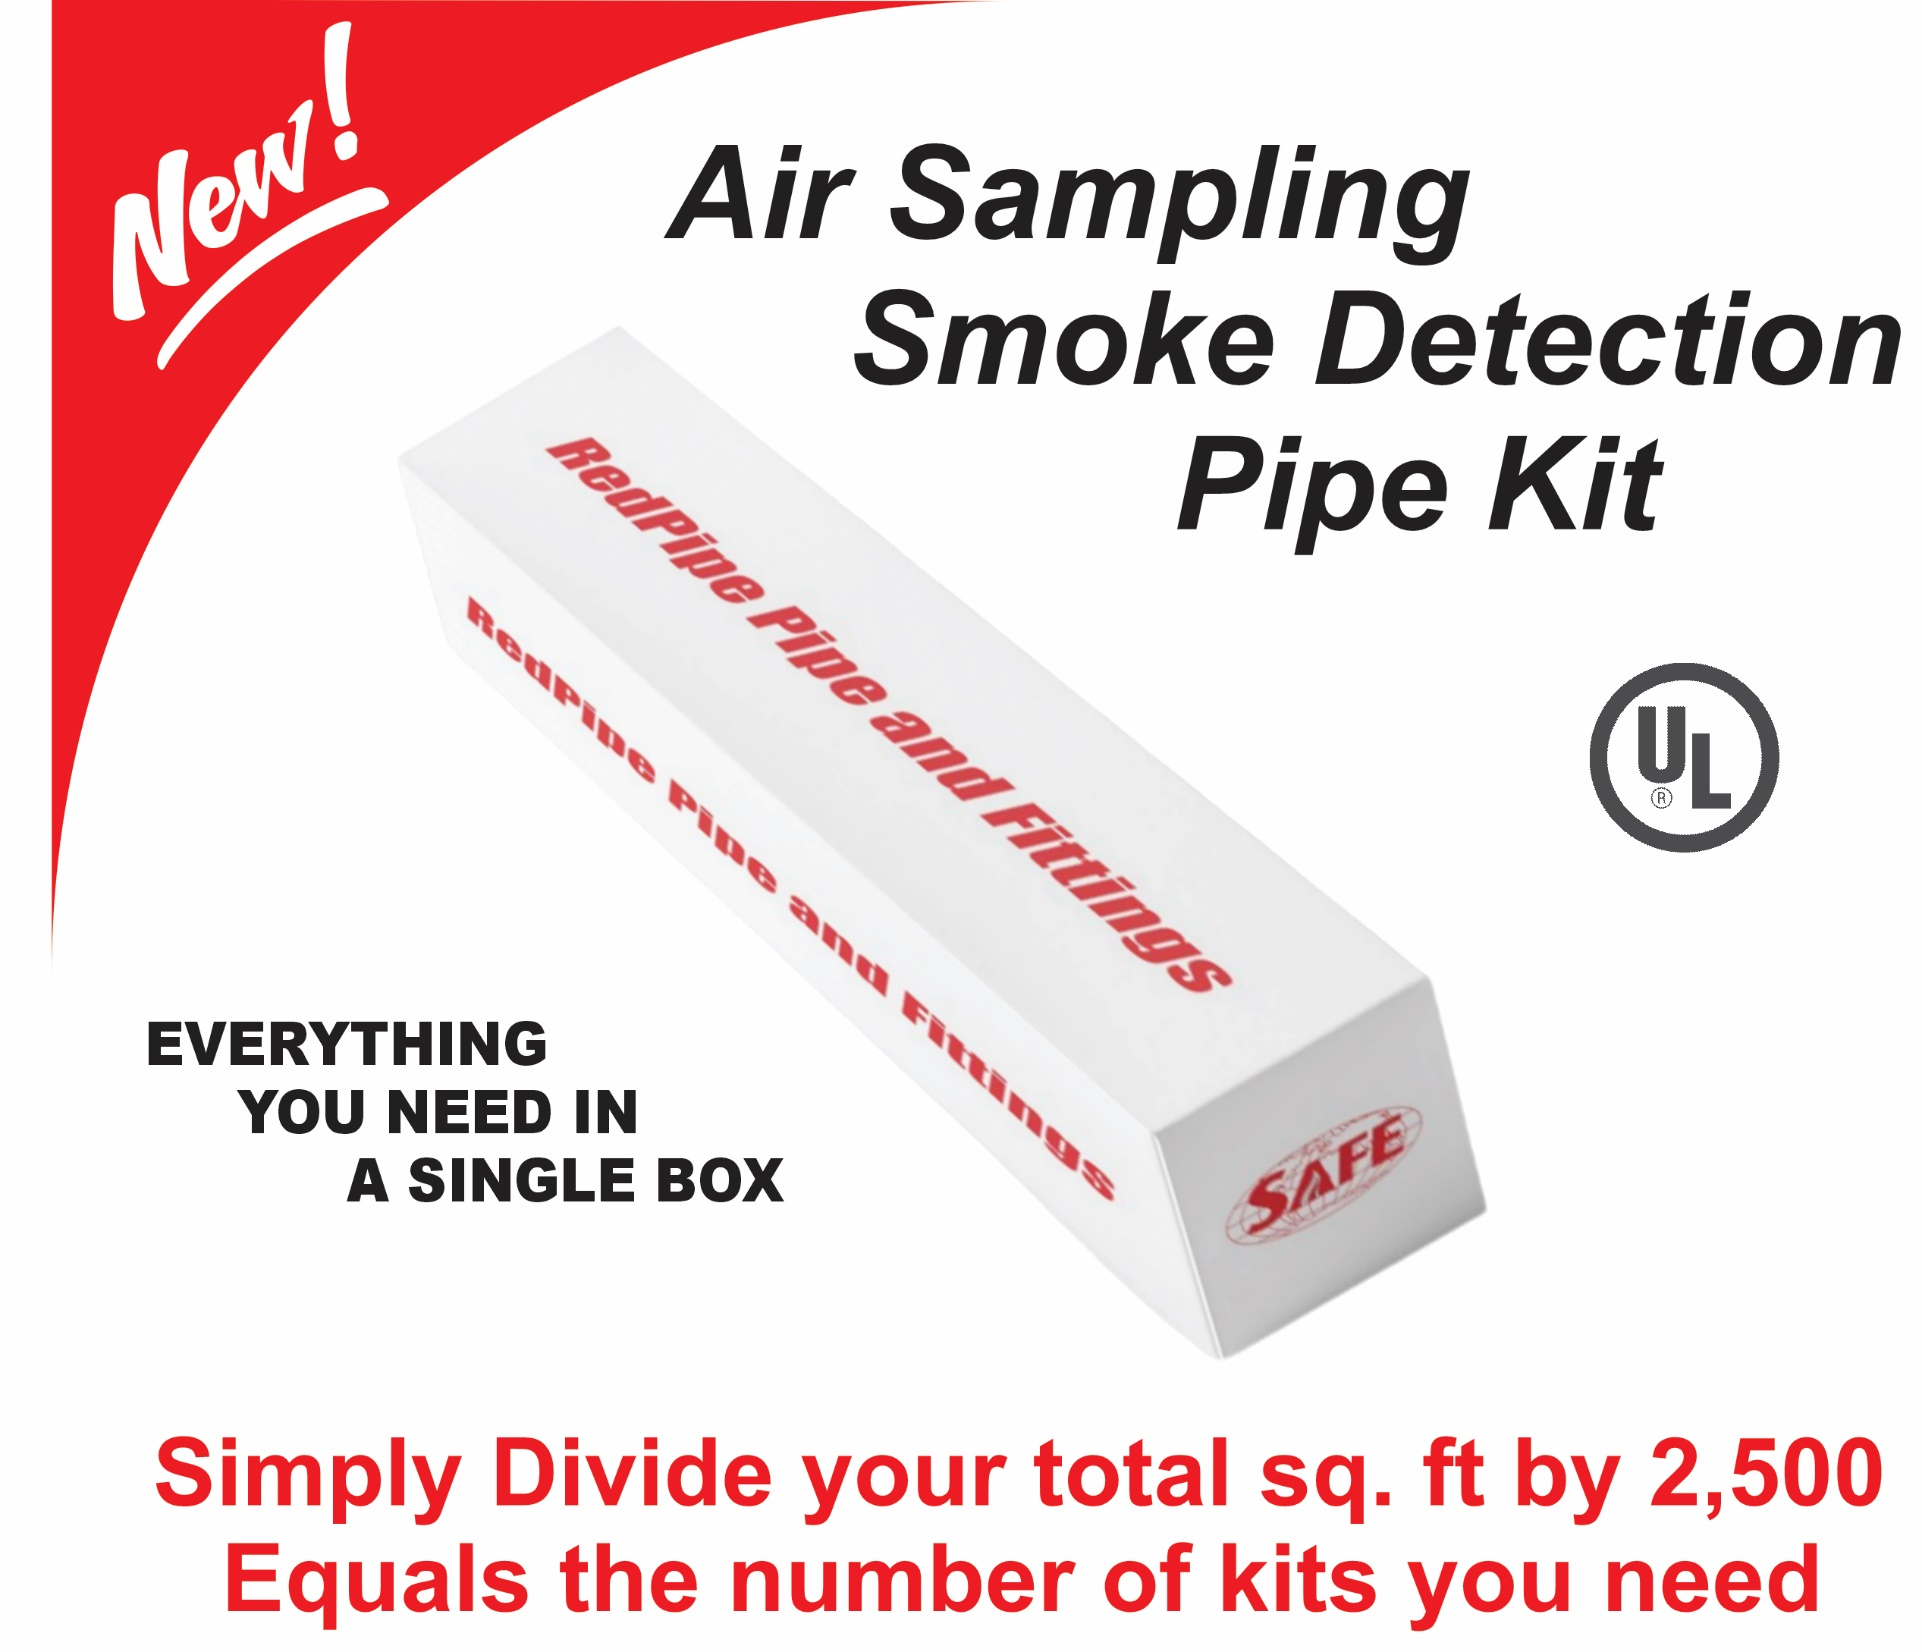 New!
Air Sampling
Smoke Detection
Pipe Kit
RedPipe Pipe and Fittings
RedPipe Pipe and Fittings
UL
®
EVERYTHING
YOU NEED IN
A SINGLE BOX
SAFE
Simply Divide your total sq. ft by 2,500
Equals the number of kits you need